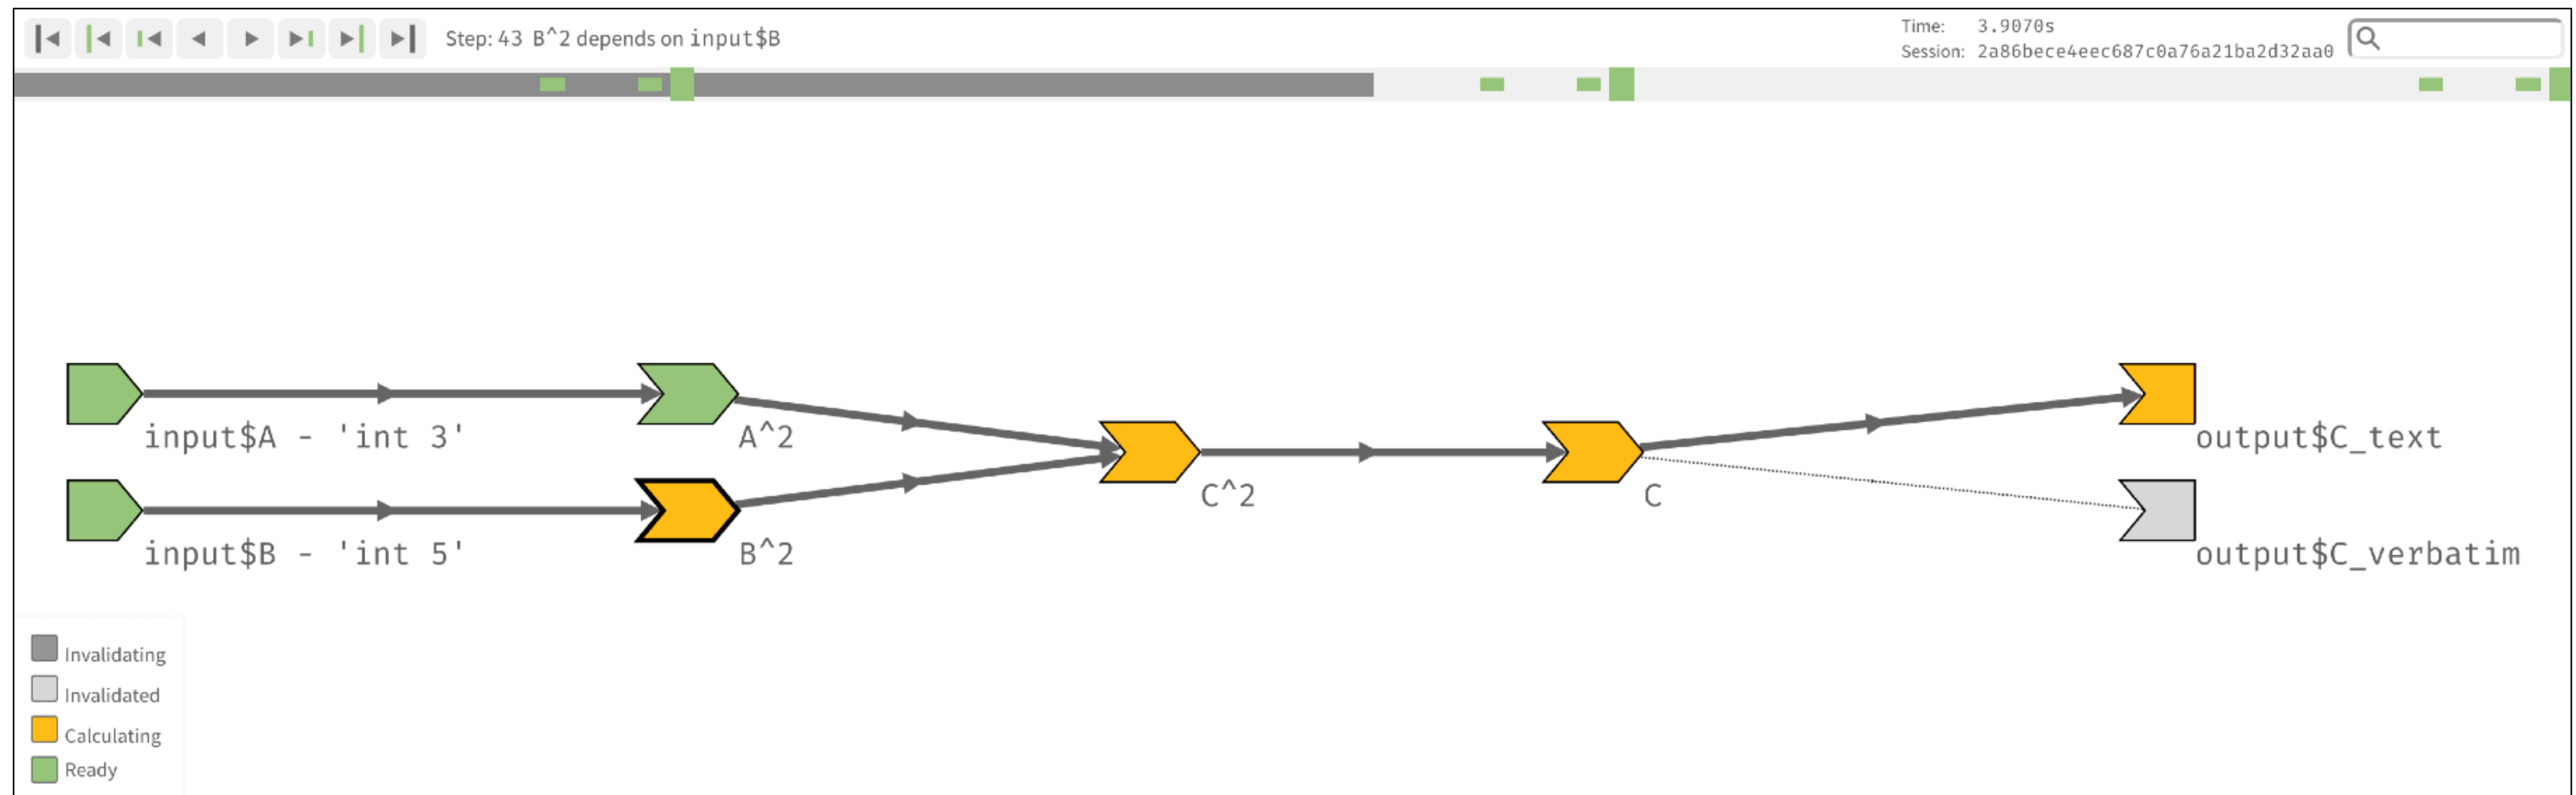 Step: 43 B^2 depends on input$B
Time: 3.9070s
Session: 2a86bece4eec687c0a76a21ba2d32aa0
input$A - 'int 3'
A^2
output$C_text
C^2
C
input$B - 'int 5'
B^2
output$C_verbatim
Invalidating
Invalidated
Calculating
Ready